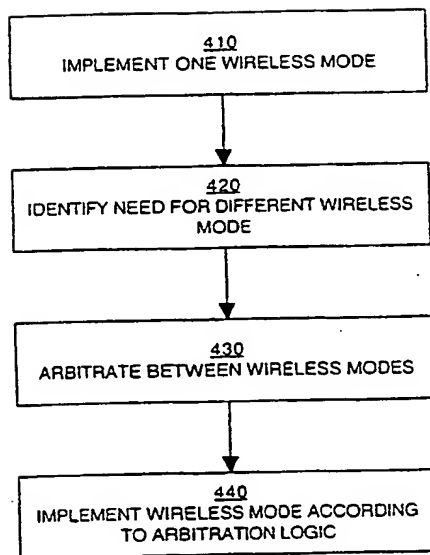 410
IMPLEMENT ONE WIRELESS MODE
420
IDENTIFY NEED FOR DIFFERENT WIRELESS
MODE
430
ARBITRATE BETWEEN WIRELESS MODES
440
IMPLEMENT WIRELESS MODE ACCORDING
TO ARBITRATION LOGIC